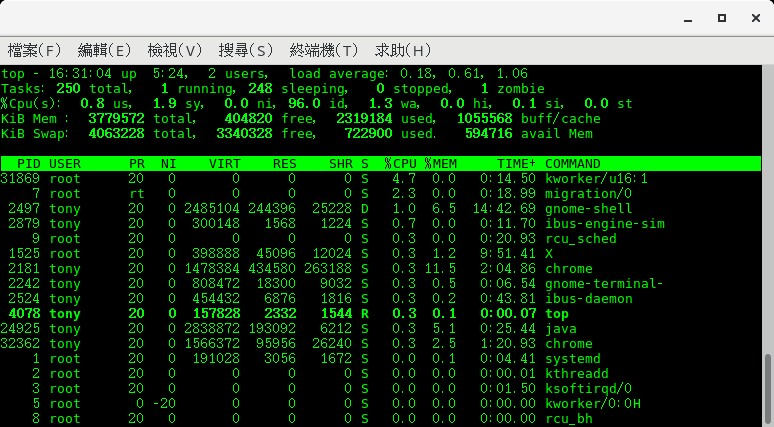 檔案(F) 編輯(E) 檢視(V) 搜尋(S) 終端機(T) 求助(H)
top - 16:31:04 up  5:24,  2 users,  load average: 0.18, 0.61, 1.06
Tasks: 250 total,   1 running, 248 sleeping,   0 stopped,   1 zombie
%Cpu(s):  0.8 us,  1.9 sy,  0.0 ni, 96.0 id,  1.3 wa,  0.0 hi,  0.1 si,  0.0 st
KiB Mem :  3779572 total,   404820 free,  2319184 used,  1055568 buff/cache
KiB Swap:  4063228 total,  3340328 free,   722900 used.   594716 avail Mem
PID USER PR NI VIRT RES SHR S %CPU %MEM TIME+ COMMAND
31869 root 20 0 0 0 0 S 4.7 0.0 0:14.50 kworker/u16:1
7 root rt 0 0 0 0 S 2.3 0.0 0:18.99 migration/0
2497 tony 20 0 2485104 244396 25228 D 1.0 6.5 14:42.69 gnome-shell
2879 tony 20 0 300148 1568 1224 S 0.7 0.0 0:11.70 ibus-engine-sim
9 root 20 0 0 0 0 S 0.3 0.0 0:20.93 rcu_sched
1525 root 20 0 398888 45096 12024 S 0.3 1.2 9:51.41 X
2181 tony 20 0 1478384 434580 263188 S 0.3 11.5 2:04.86 chrome
2242 tony 20 0 808472 18300 9032 S 0.3 0.5 0:06.54 gnome-terminal-
2524 tony 20 0 454432 6876 1816 S 0.3 0.2 0:43.81 ibus-daemon
4078 tony 20 0 157828 2332 1544 R 0.3 0.1 0:00.07 top
24925 tony 20 0 2838872 193092 6212 S 0.3 5.1 0:25.44 java
32362 tony 20 0 1566372 95956 26240 S 0.3 2.5 1:20.93 chrome
1 root 20 0 191028 3056 1672 S 0.0 0.1 0:04.41 systemd
2 root 20 0 0 0 0 S 0.0 0.0 0:00.01 kthreadd
3 root 20 0 0 0 0 S 0.0 0.0 0:01.50 ksoftirqd/0
5 root 0 -20 0 0 0 S 0.0 0.0 0:00.00 kworker/0:0H
8 root 20 0 0 0 0 S 0.0 0.0 0:00.00 rcu_bh